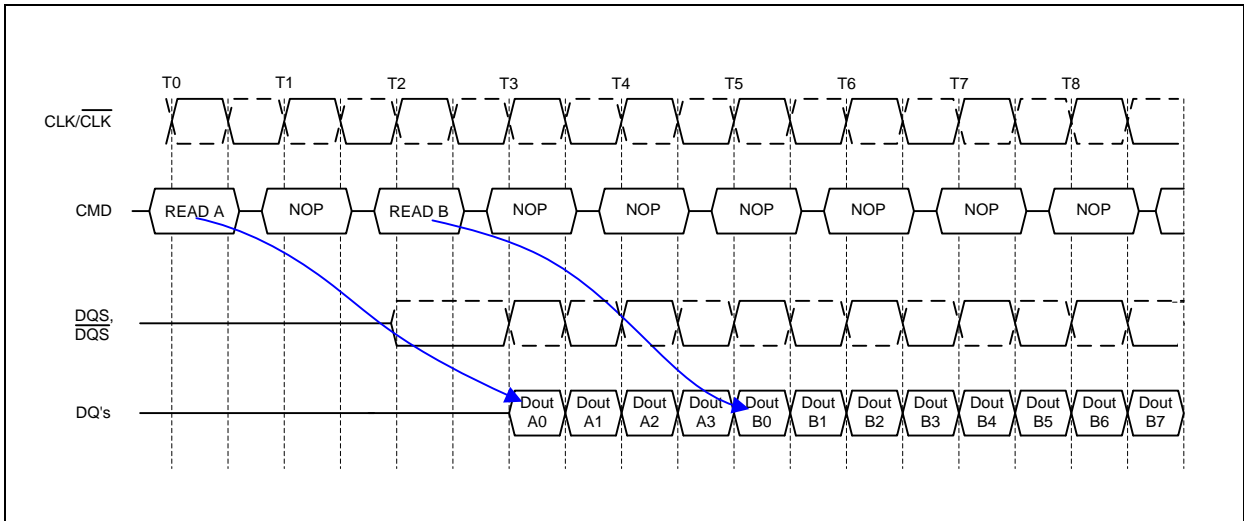 T0 T1 T2 T3 T4 T5 T6 T7 T8
CLK/CLK
CMD READ A NOP READ B NOP NOP NOP NOP NOP NOP
DQS,
DQS
DQ's
Dout Dout Dout Dout Dout Dout Dout Dout Dout Dout Dout Dout
A0 A1 A2 A3 B0 B1 B2 B3 B4 B5 B6 B7